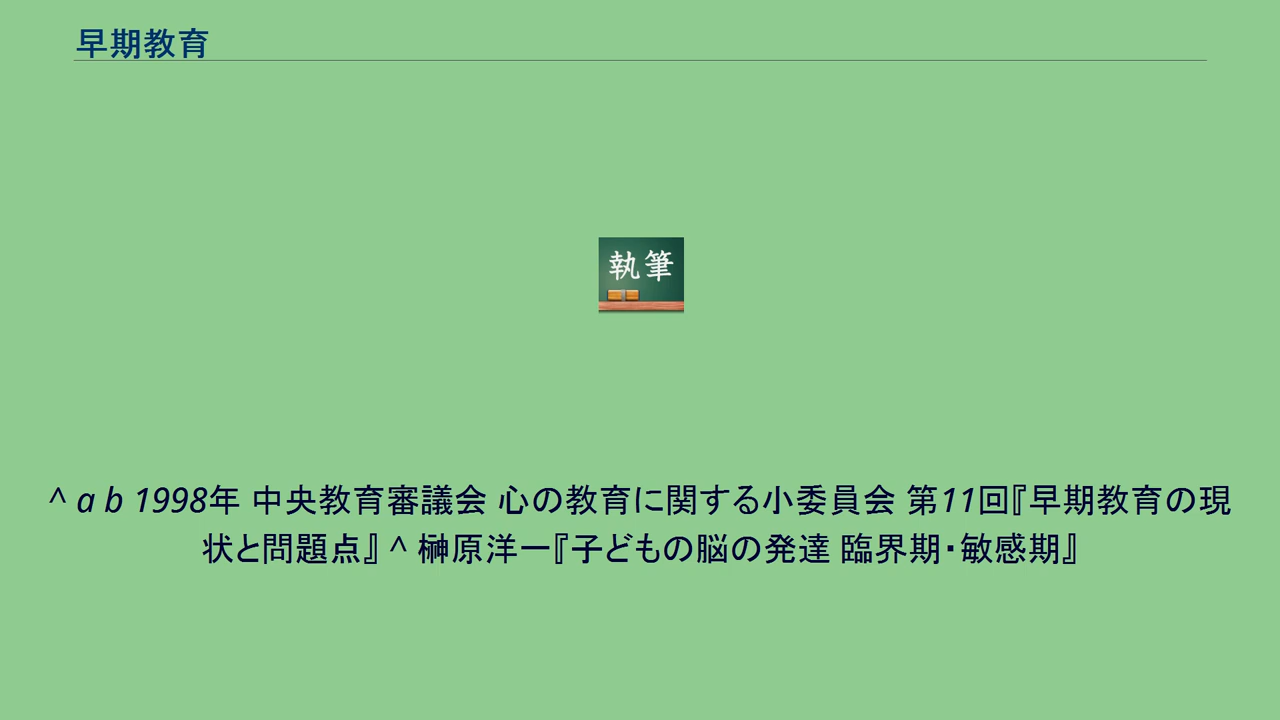 早期教育
執筆
^ a b 1998年 中央教育審議会 心の教育に関する小委員会 第11回『早期教育の現
状と問題点』 ^ 榊原洋一『子どもの脳の発達 臨界期・敏感期』